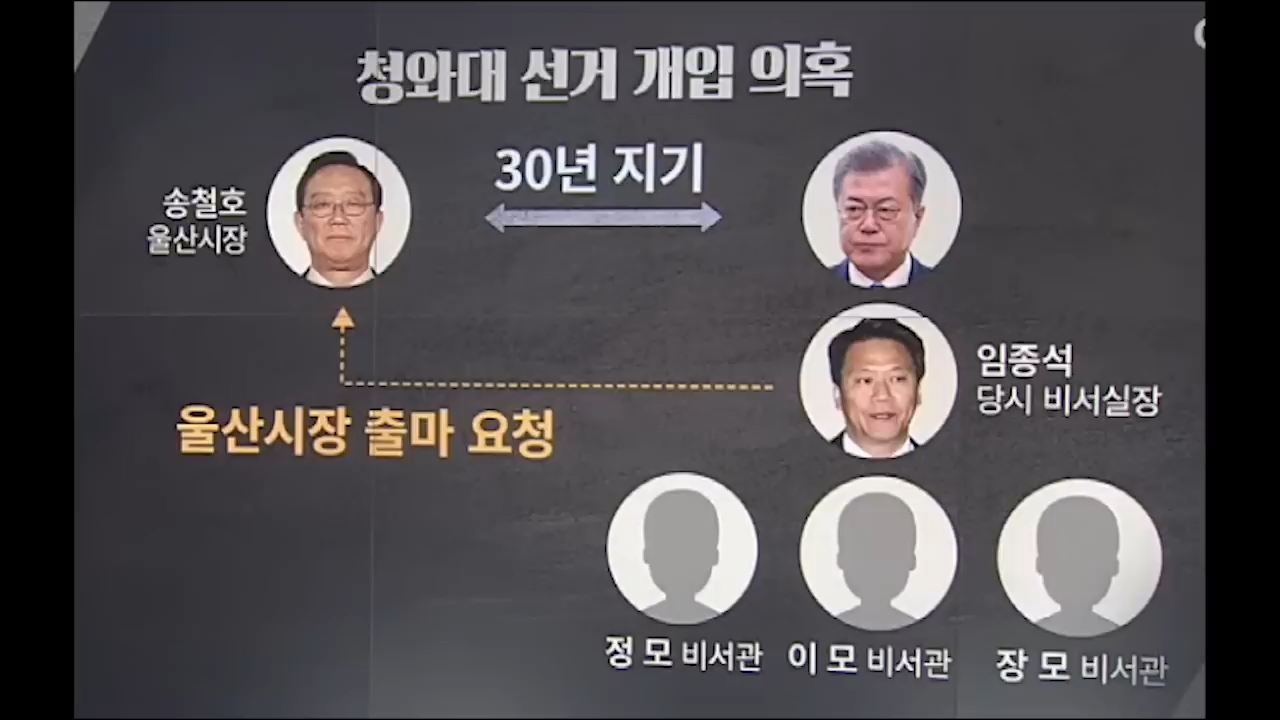 청와대 선거 개입 의혹
30년 지기
송철호
울산시장
임종석
당시 비서실장
울산시장 출마 요청
정 모 비서관
이 모 비서관
장 모 비서관